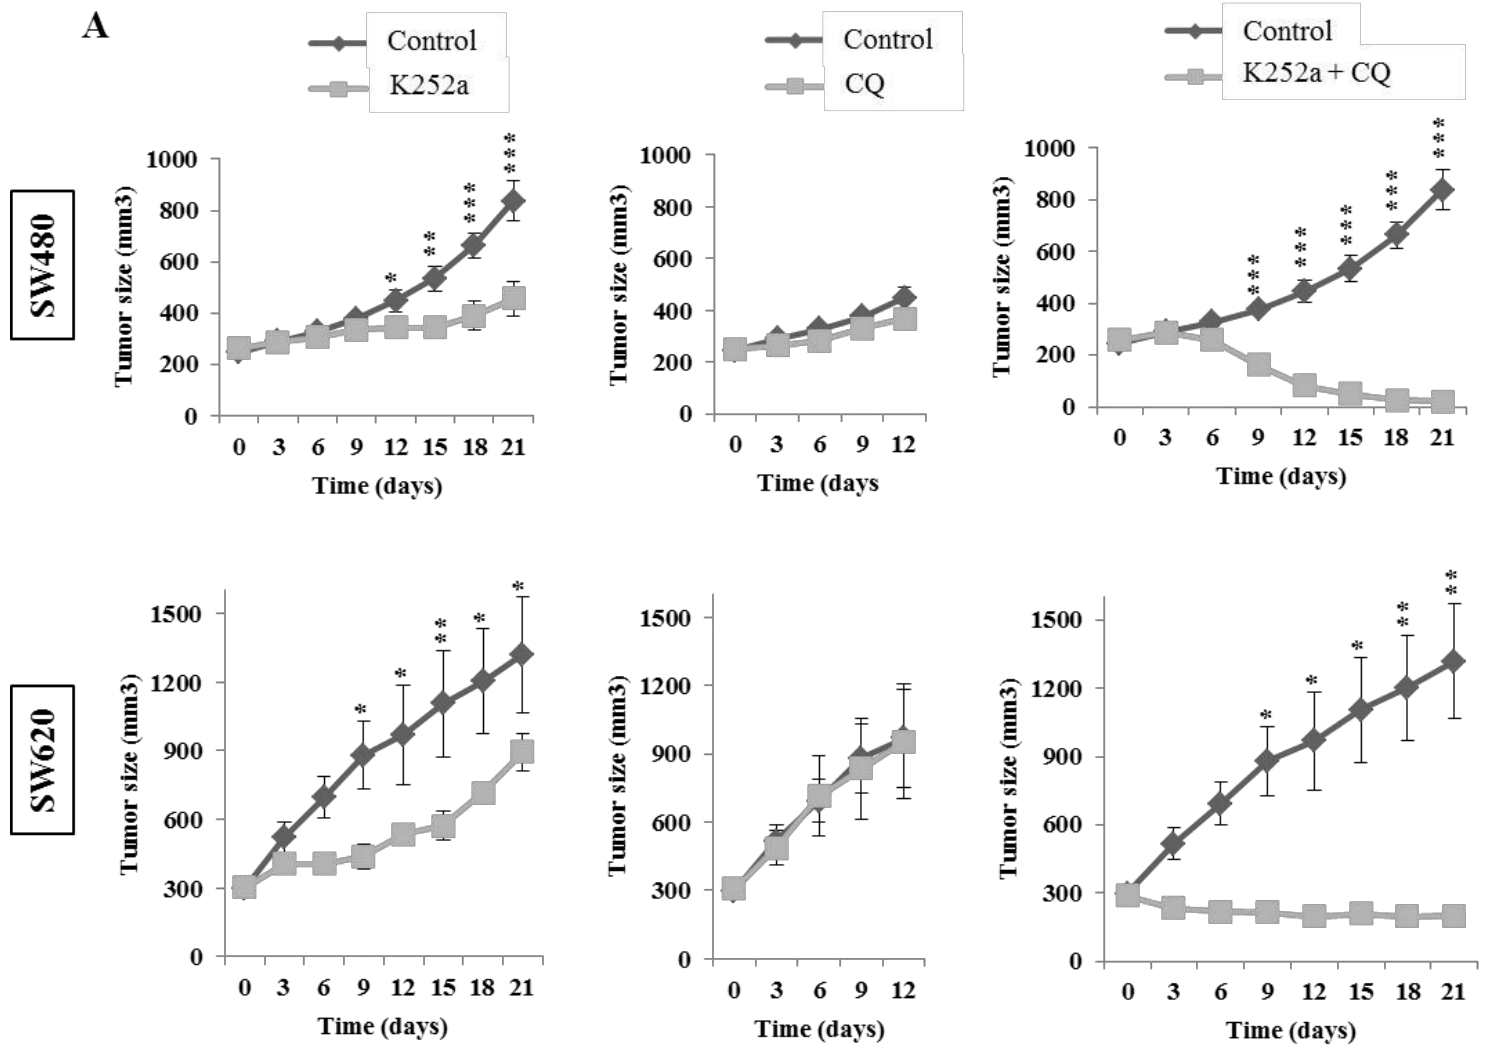 A
Control
K252a
Control
CQ
Control
K252a + CQ
SW480
Tumor size (mm3)
1000
800
600
400
200
0
*
**
***
***
0 3 6 9 12 15 18 21
Time (days)
Tumor size (mm3)
1000
800
600
400
200
0
0 3 6 9 12
Time (days
Tumor size (mm3)
1000
800
600
400
200
0
***
***
***
***
***
0 3 6 9 12 15 18 21
Time (days)
SW620
Tumor size (mm3)
1500
1200
900
600
300
0
*
*
**
*
*
0 3 6 9 12 15 18 21
Time (days)
Tumor size (mm3)
1500
1200
900
600
300
0
0 3 6 9 12
Time (days)
Tumor size (mm3)
1500
1200
900
600
300
0
*
*
*
**
**
0 3 6 9 12 15 18 21
Time (days)